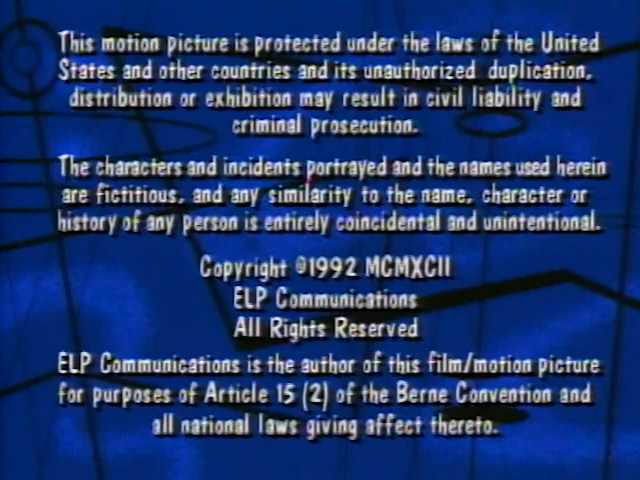 This motion picture is protected under the laws of the United
States and other countries and its unauthorized duplication,
distribution or exhibition may result in civil liability and
criminal prosecution.
The characters and incidents portrayed and the names used herein
are fictitious, and any similarity to the name, character or
history of any person is entirely coincidental and unintentional.
Copyright ©1992 MCMXCII
ELP Communications
All Rights Reserved
ELP Communications is the author of this film/motion picture
for purposes of Article 15 (2) of the Berne Convention and
all national laws giving affect thereto.